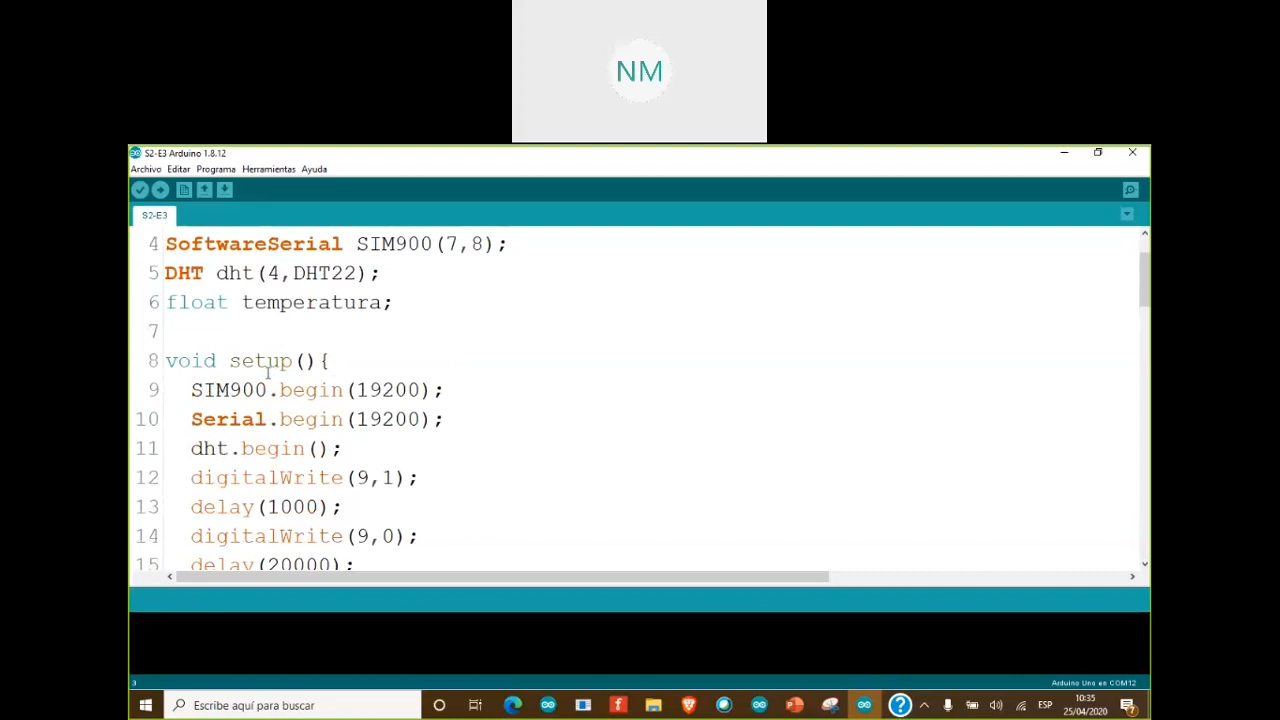 NM
S2-E3 Arduino 1.8.12
Archivo Editar Programa Herramientas Ayuda
S2-E3
4 SoftwareSerial SIM900(7,8);
5 DHT dht(4,DHT22);
6 float temperatura;
7
8 void setup(){
9 SIM900.begin(19200);
10 Serial.begin(19200);
11 dht.begin();
12 digitalWrite(9,1);
13 delay(1000);
14 digitalWrite(9,0);
15 delay(20000);
3 Arduino Uno en COM12
Escribe aquí para buscar
ESP
10:35
25/04/2020
7